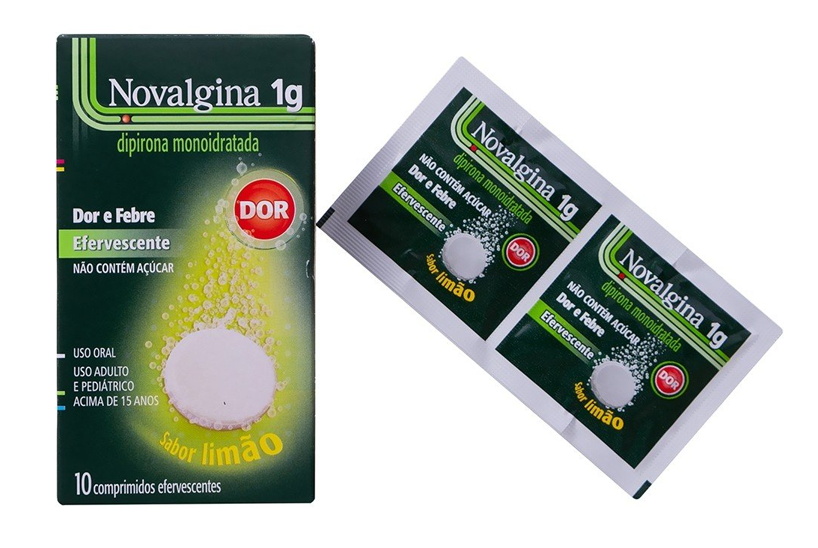 Novalgina 1g
dipirona monoidratada
DOR
Dor e Febre
Efervescente
NÃO CONTÉM AÇÚCAR
USO ORAL
USO ADULTO
E PEDIÁTRICO
ACIMA DE 15 ANOS
Sabor limão
10 comprimidos efervescentes
Novalgina 1g
dipirona monoidratada
NÃO CONTÉM AÇÚCAR
Dor e Febre
Efervescente
DOR
Sabor limão
Novalgina 1g
dipirona monoidratada
NÃO CONTÉM AÇÚCAR
Dor e Febre
Efervescente
DOR
Sabor limão